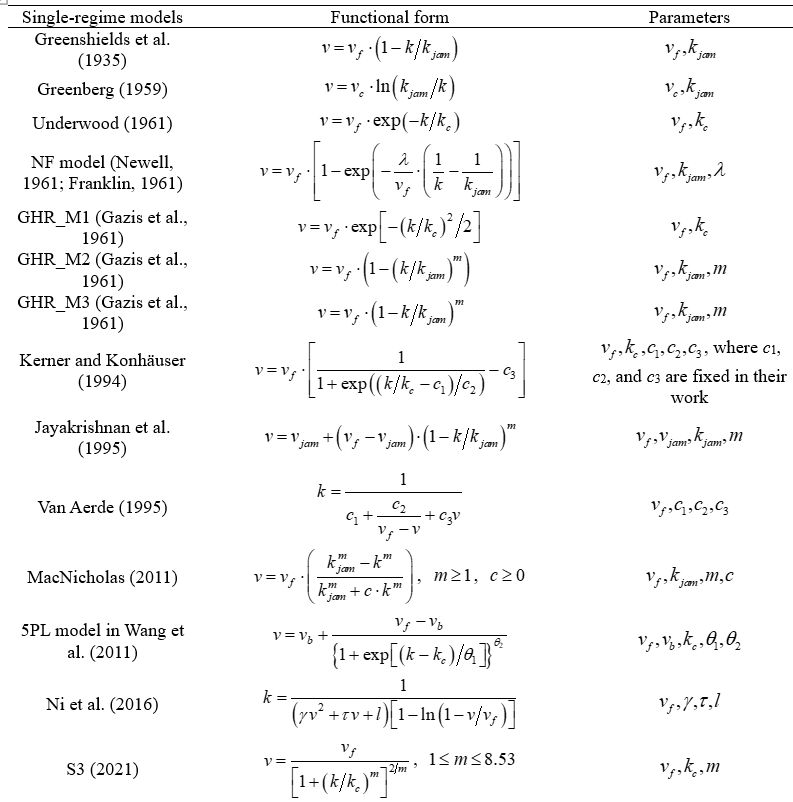 Single-regime models Functional form Parameters
Greenshields et al. (1935) v = v_f · (1 − k/k_jam) v_f, k_jam
Greenberg (1959) v = v_c · ln(k_jam/k) v_c, k_jam
Underwood (1961) v = v_f · exp(−k/k_c) v_f, k_c
NF model (Newell, 1961; Franklin, 1961) v = v_f · [1 − exp(−λ/v_f · (1/k − 1/k_jam))] v_f, k_jam, λ
GHR_M1 (Gazis et al., 1961) v = v_f · exp[−(k/k_c)^2/2] v_f, k_c
GHR_M2 (Gazis et al., 1961) v = v_f · (1 − (k/k_jam)^m) v_f, k_jam, m
GHR_M3 (Gazis et al., 1961) v = v_f · (1 − k/k_jam)^m v_f, k_jam, m
Kerner and Konhäuser (1994) v = v_f · [1/(1 + exp((k/k_c − c_1)/c_2)) − c_3] v_f, k_c, c_1, c_2, c_3, where c1, c2, and c3 are fixed in their work
Jayakrishnan et al. (1995) v = v_jam + (v_f − v_jam) · (1 − k/k_jam)^m v_f, v_jam, k_jam, m
Van Aerde (1995) k = 1/(c_1 + c_2/(v_f − v) + c_3 v) v_f, c_1, c_2, c_3
MacNicholas (2011) v = v_f · ((k_jam^m − k^m)/(k_jam^m + c · k^m)), m ≥ 1, c ≥ 0 v_f, k_jam, m, c
5PL model in Wang et al. (2011) v = v_b + (v_f − v_b)/{1 + exp[(k − k_c)/θ_1]}^θ_2 v_f, v_b, k_c, θ_1, θ_2
Ni et al. (2016) k = 1/((γv^2 + τv + l)[1 − ln(1 − v/v_f)]) v_f, γ, τ, l
S3 (2021) v = v_f/[1 + (k/k_c)^m]^(2/m), 1 ≤ m ≤ 8.53 v_f, k_c, m